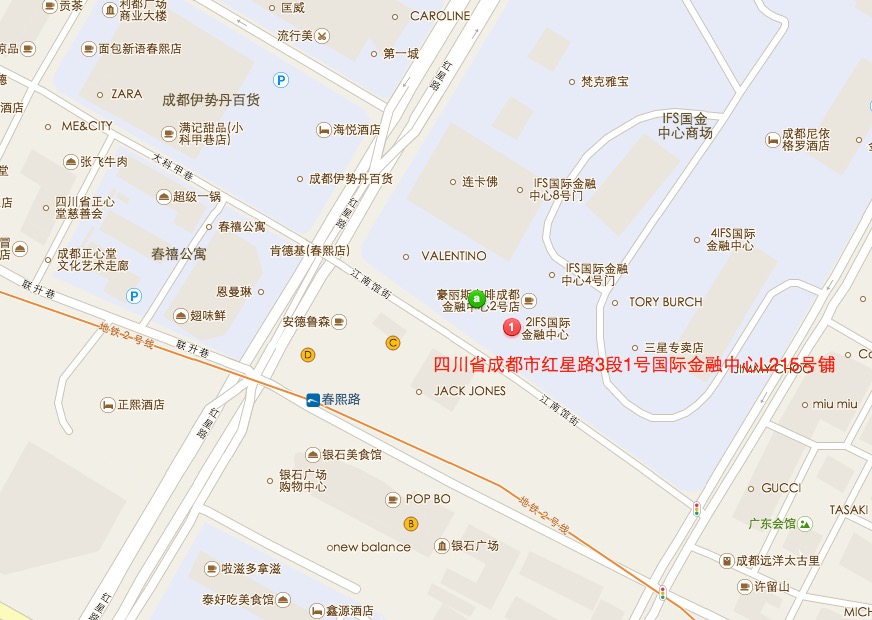 贡茶
利都广场
商业大楼
匡威
CAROLINE
流行美
第一城
凉品
面包新语春熙店
ZARA
成都伊势丹百货
P
红星路
梵克雅宝
酒店
ME&CITY
满记甜品(小
科甲巷店)
海悦酒店
IFS国金
中心商场
成都尼依
格罗酒店
张飞牛肉
大科甲巷
成都伊势丹百货
连卡佛
IFS国际金融
中心8号门
四川省正心
堂慈善会
超级一锅
红星路
春禧公寓
春禧公寓
肯德基(春熙店)
VALENTINO
4IFS国际
金融中心
成都正心堂
文化艺术走廊
IFS国际金融
中心4号门
江南馆街
联升巷
P
恩曼琳
豪丽斯咖啡成都
金融中心2号店
a
TORY BURCH
翅味鲜
安德鲁森
1
2IFS国际
金融中心
地铁2号线
联升巷
D
C
三星专卖店
四川省成都市红星路3段1号国际金融中心L215号铺
JIMMY CHOO
JACK JONES
春熙路
正熙酒店
江南馆街
miu miu
红星路
银石美食馆
银石广场
购物中心
POP BO
地铁2号线
GUCCI
TASAKI
B
广东会馆
new balance
银石广场
成都远洋太古里
啦滋多拿滋
许留山
泰好吃美食馆
鑫源酒店
红星路
MICH